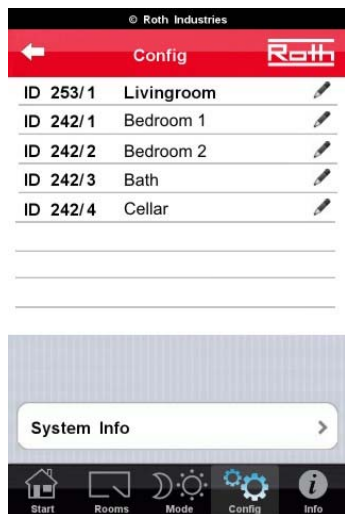 © Roth Industries
Config
Roth
ID 253/1 Livingroom
ID 242/1 Bedroom 1
ID 242/2 Bedroom 2
ID 242/3 Bath
ID 242/4 Cellar
System Info
Start Rooms Mode Config Info